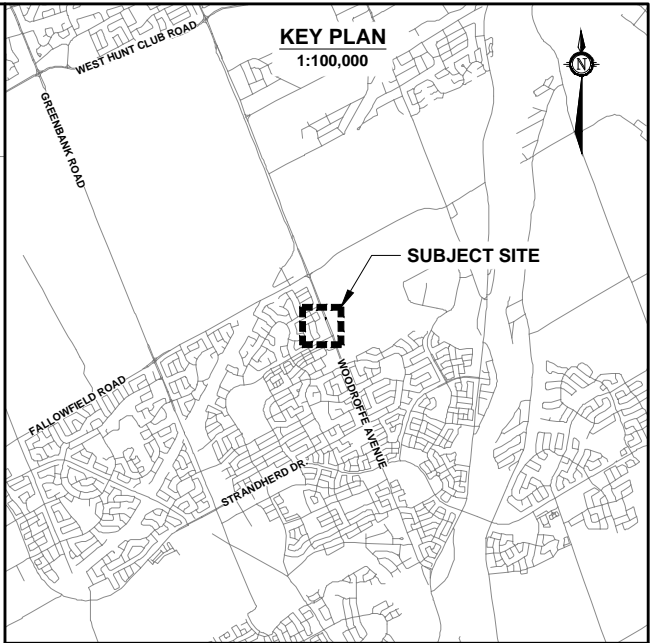 KEY PLAN
1:100,000
WEST HUNT CLUB ROAD
N
GREENBANK ROAD
SUBJECT SITE
FALLOWFIELD ROAD
WOODROFFE AVENUE
STRANDHERD DR.